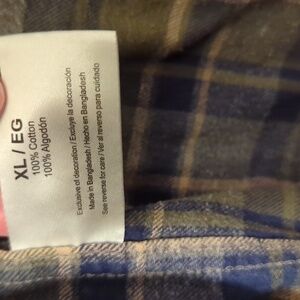 XL / EG
100% Cotton
100% Algodón
Exclusive of decoration / Excluye la decoración
Made in Bangladesh / Hecho en Bangladesh
See reverse for care / Ver al reverso para cuidado